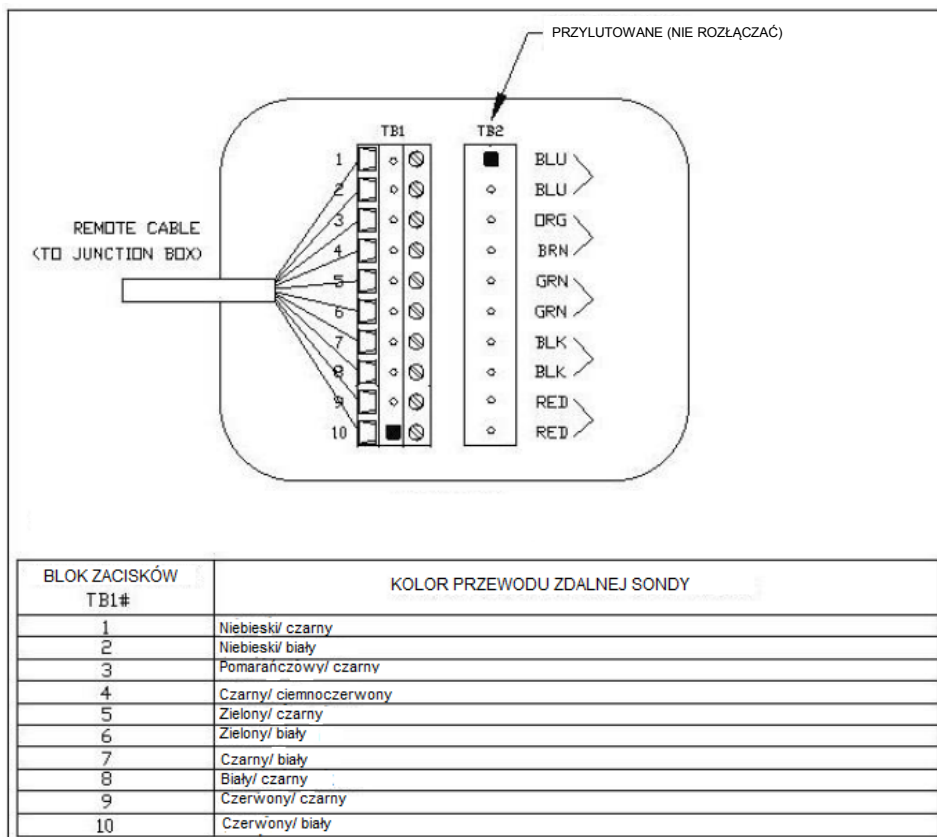 PRZYLUTOWANE (NIE ROZŁĄCZAĆ)
TB1 TB2
1 BLU
2 BLU
3 ORG
REMOTE CABLE
(TO JUNCTION BOX)
4 BRN
5 GRN
6 GRN
7 BLK
8 BLK
9 RED
10 RED
BLOK ZACISKÓW
TB1#
KOLOR PRZEWODU ZDALNEJ SONDY
1 Niebieski/ czarny
2 Niebieski/ biały
3 Pomarańczowy/ czarny
4 Czarny/ ciemnoczerwony
5 Zielony/ czarny
6 Zielony/ biały
7 Czarny/ biały
8 Biały/ czarny
9 Czerwony/ czarny
10 Czerwony/ biały